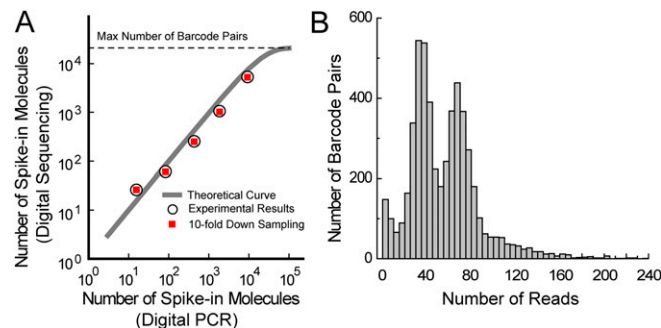 A
Max Number of Barcode Pairs
Number of Spike-in Molecules
(Digital Sequencing)
10^4
10^3
10^2
10^1
10^0
Theoretical Curve
Experimental Results
10-fold Down Sampling
10^0 10^1 10^2 10^3 10^4 10^5
Number of Spike-in Molecules
(Digital PCR)
B
Number of Barcode Pairs
600
400
200
0
0 40 80 120 160 200 240
Number of Reads